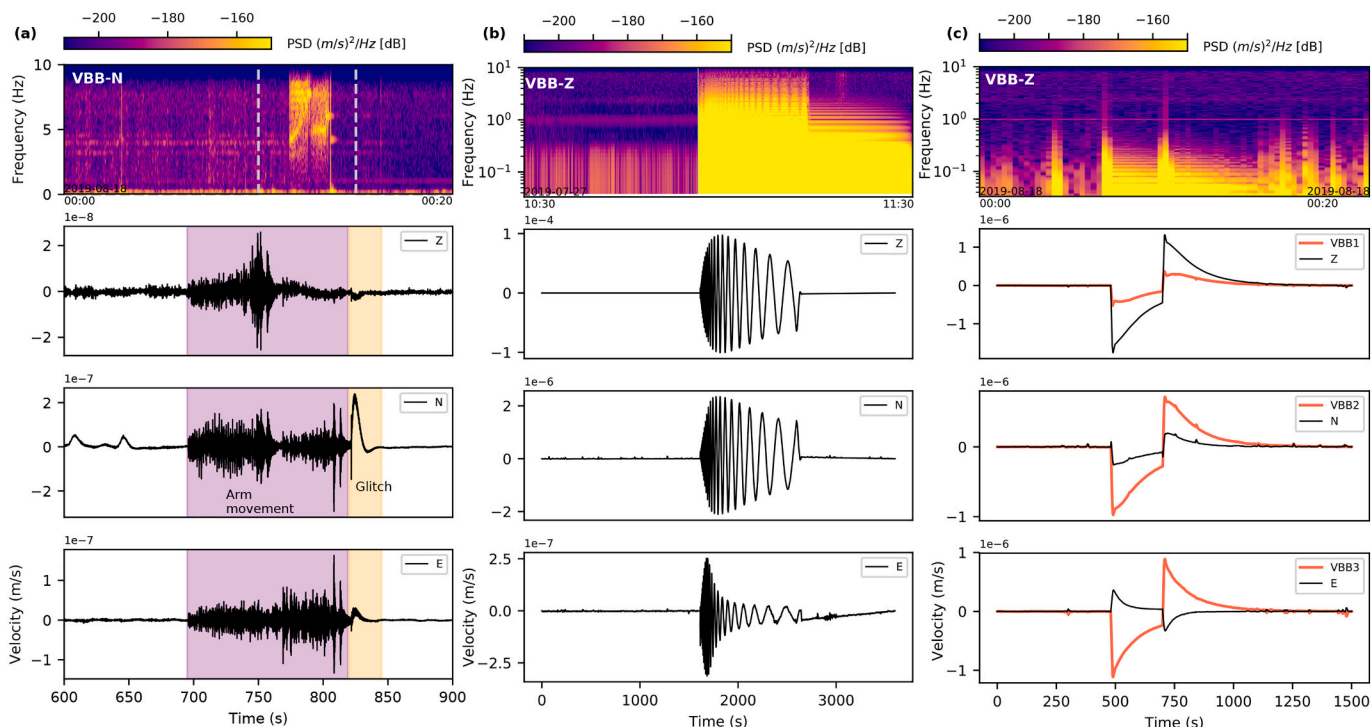 (a)
−200 −180 −160
PSD (m/s)²/Hz [dB]
VBB-N
Frequency (Hz)
10
5
0
2019-08-18
00:00 00:20
1e−8
Z
2
0
−2
1e−7
N
2
0
−2
Arm
movement
Glitch
1e−7
E
1
0
−1
Velocity (m/s)
600 650 700 750 800 850 900
Time (s)
(b)
−200 −180 −160
PSD (m/s)²/Hz [dB]
VBB-Z
Frequency (Hz)
10¹
10⁰
10⁻¹
2019-07-27
10:30 11:30
1e−4
Z
1
0
−1
1e−6
N
2
0
−2
1e−7
E
2.5
0.0
−2.5
Velocity (m/s)
0 1000 2000 3000
Time (s)
(c)
−200 −180 −160
PSD (m/s)²/Hz [dB]
VBB-Z
Frequency (Hz)
10¹
10⁰
10⁻¹
2019-08-18 2019-08-18
00:00 00:20
1e−6
VBB1
Z
1
0
−1
1e−6
VBB2
N
1
0
−1
1e−6
VBB3
E
1
0
−1
Velocity (m/s)
0 250 500 750 1000 1250 1500
Time (s)